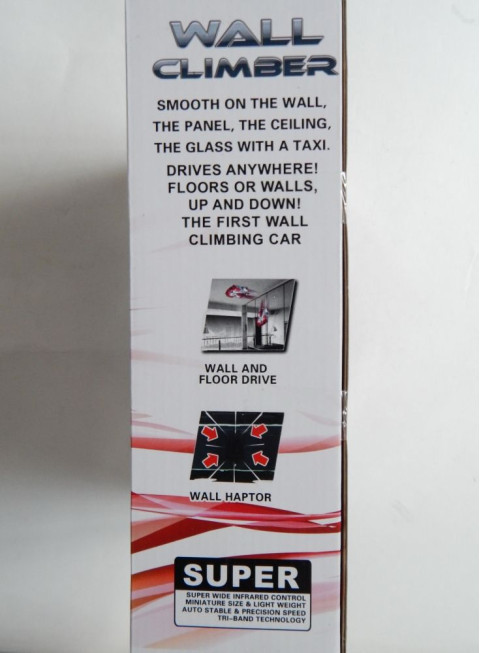 WALL
CLIMBER
SMOOTH ON THE WALL,
THE PANEL, THE CEILING,
THE GLASS WITH A TAXI.
DRIVES ANYWHERE!
FLOORS OR WALLS,
UP AND DOWN!
THE FIRST WALL
CLIMBING CAR
WALL AND
FLOOR DRIVE
WALL HAPTOR
SUPER
SUPER WIDE INFRARED CONTROL
MINIATURE SIZE & LIGHT WEIGHT
AUTO STABLE & PRECISION SPEED
TRI-BAND TECHNOLOGY